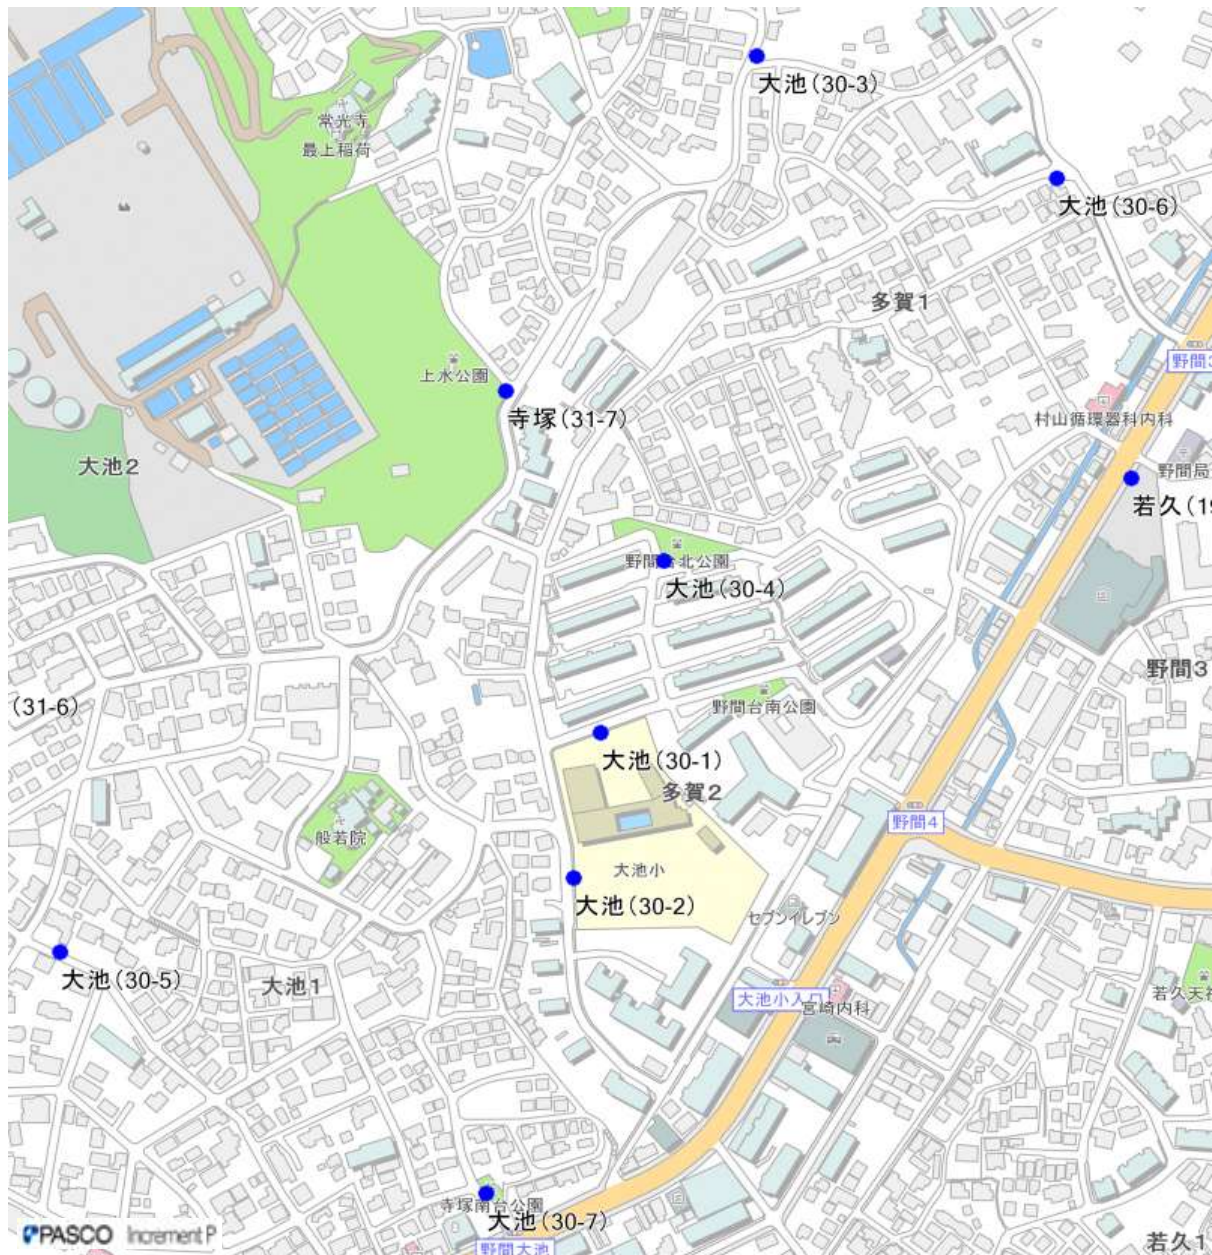 大池(30-3)
常光寺
最上稲荷
大池(30-6)
多賀1
野間3
上水公園
寺塚(31-7)
村山循環器科内科
大池2
野間局
若久(19
野間台北公園
大池(30-4)
野間3
(31-6)
野間台南公園
大池(30-1)
多賀2
野間4
般若院
大池小
大池(30-2)
セブンイレブン
大池(30-5)
大池1
大池小入口
宮崎内科
若久天神
寺塚南台公園
大池(30-7)
PASCO Increment P
野間大池
若久1